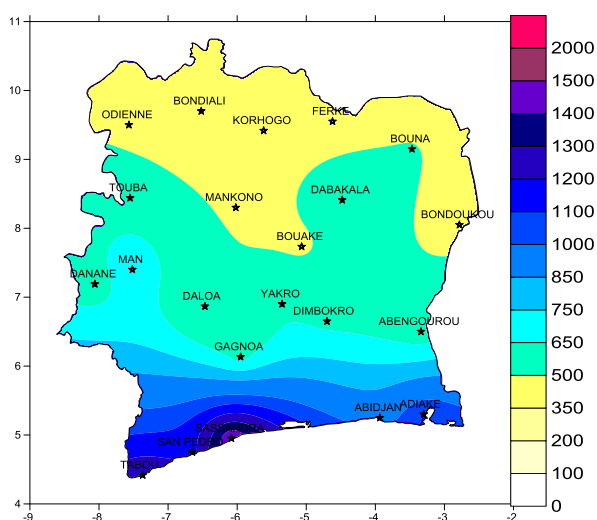 11
10
9
8
7
6
5
4
-9
-8
-7
-6
-5
-4
-3
-2
ODIENNE
BONDIALI
KORHOGO
FERKE
BOUNA
TOUBA
MANKONO
DABAKALA
BONDOUKOU
BOUAKE
MAN
DANANE
DALOA
YAKRO
DIMBOKRO
ABENGOUROU
GAGNOA
ABIDJAN
ADIAKE
SASSANDRA
SAN PEDRO
TABOU
2000
1500
1400
1300
1200
1100
1000
850
750
650
500
350
200
100
0